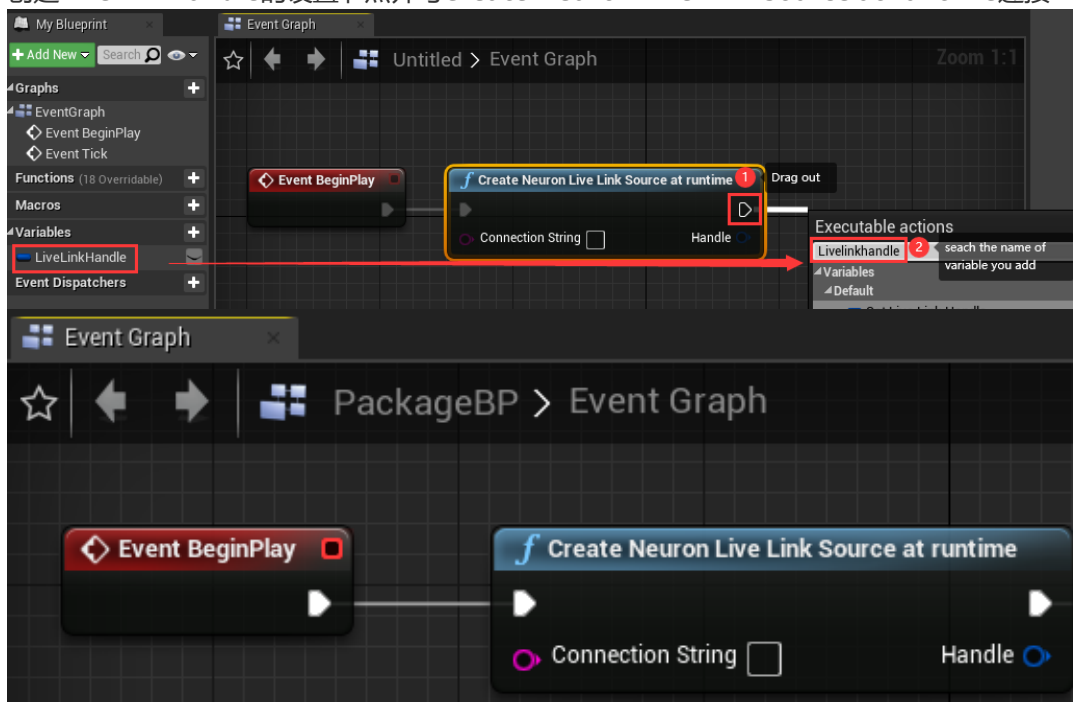 My Blueprint
Event Graph
+ Add New Search
Untitled > Event Graph
Zoom 1:1
Graphs
EventGraph
Event BeginPlay
Event Tick
Functions (18 Overridable)
Macros
Variables
LiveLinkHandle
Event Dispatchers
Event BeginPlay
Create Neuron Live Link Source at runtime
1
Drag out
Connection String
Handle
Executable actions
Livelinkhandle
2
seach the name of
variable you add
Variables
Default
Event Graph
PackageBP > Event Graph
Event BeginPlay
Create Neuron Live Link Source at runtime
Connection String
Handle